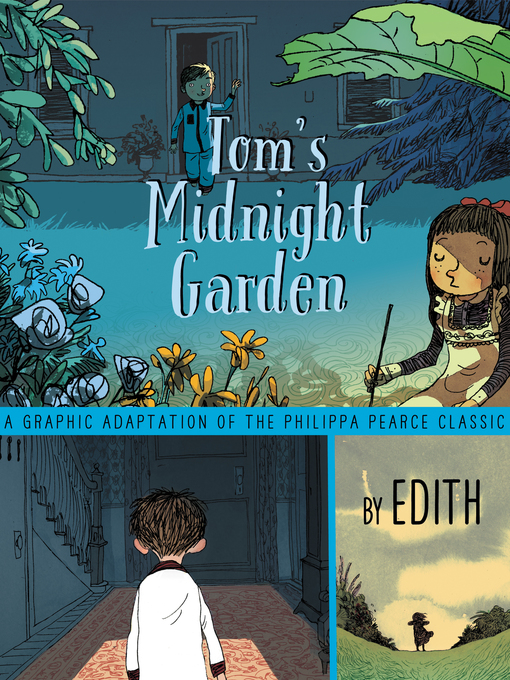 Tom's
Midnight
Garden
A GRAPHIC ADAPTATION OF THE PHILIPPA PEARCE CLASSIC
BY EDITH